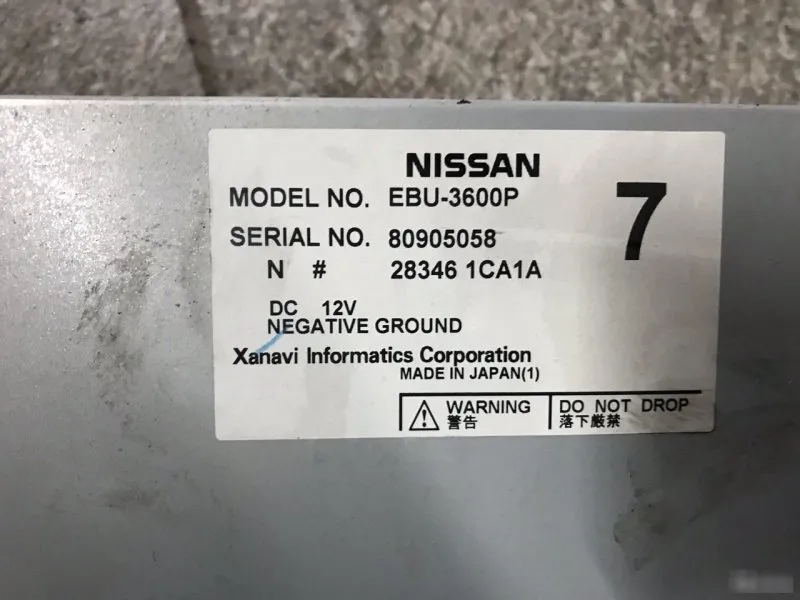 NISSAN
MODEL NO. EBU-3600P
7
SERIAL NO. 80905058
N # 28346 1CA1A
DC 12V
NEGATIVE GROUND
Xanavi Informatics Corporation
MADE IN JAPAN(1)
WARNING
警告
DO NOT DROP
落下厳禁